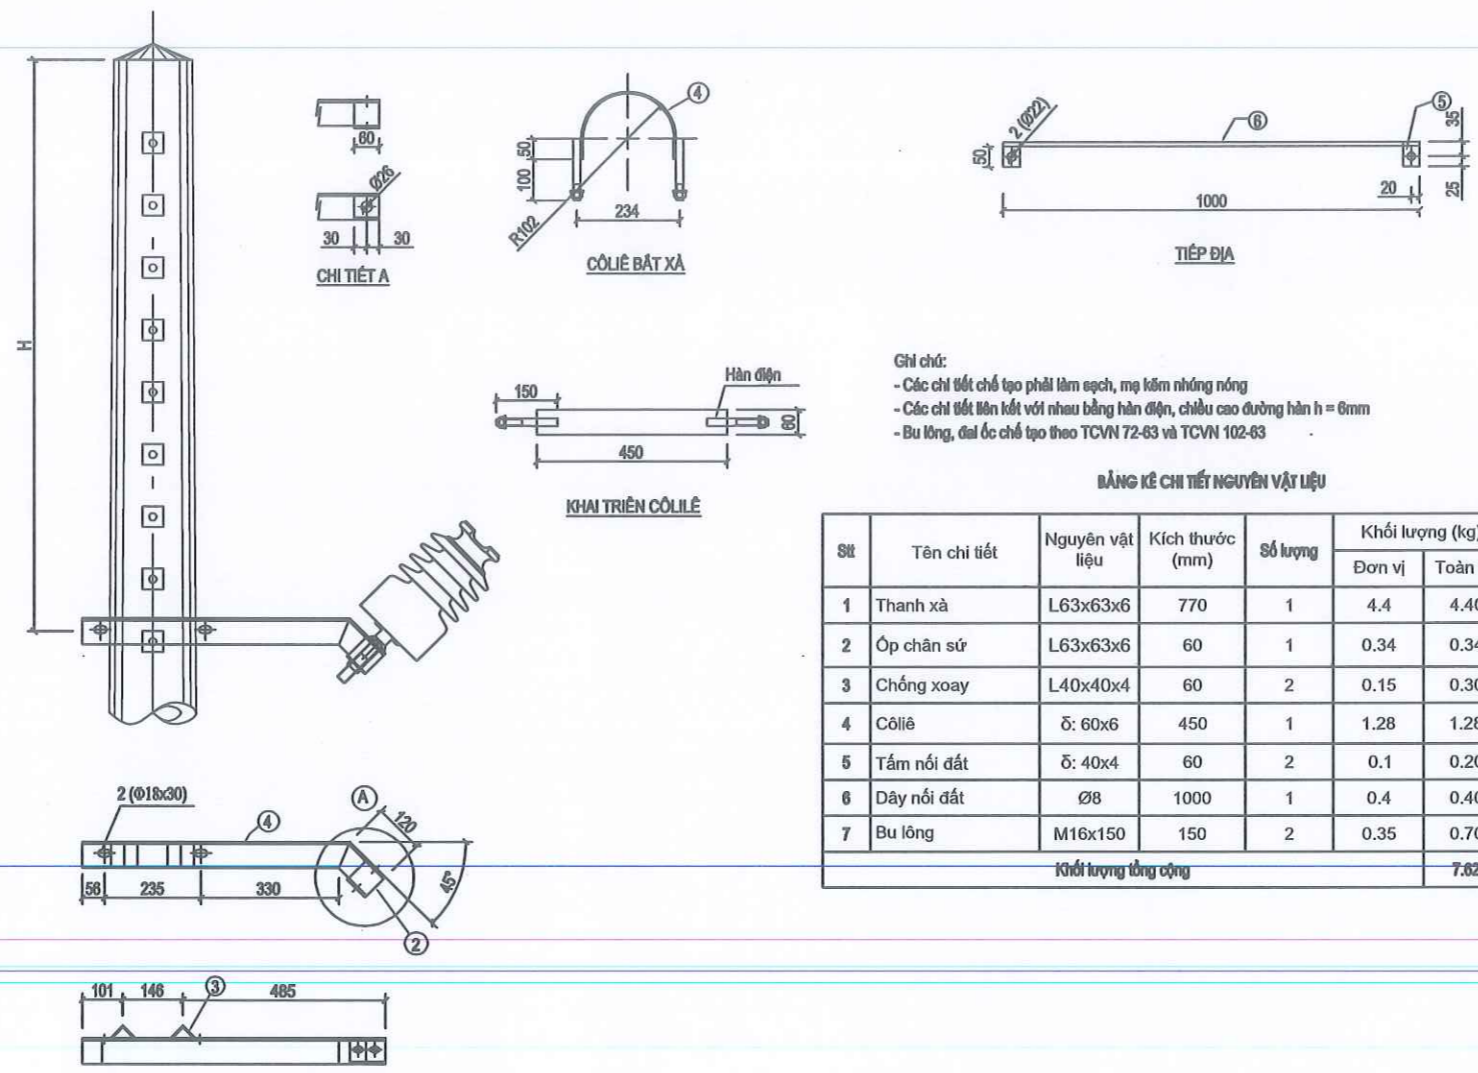 H
60
Ø26
30
30
CHI TIẾT A
4
50
100
234
R102
CÔLIÊ BẮT XÀ
2 (Ø22)
50
6
5
35
25
20
1000
TIẾP ĐỊA
150
Hàn điện
60
450
KHAI TRIỂN CÔLILÊ
Ghi chú:
- Các chi tiết chế tạo phải làm sạch, mạ kẽm nhúng nóng
- Các chi tiết liên kết với nhau bằng hàn điện, chiều cao đường hàn h = 6mm
- Bu lông, đai ốc chế tạo theo TCVN 72-63 và TCVN 102-63
BẢNG KÊ CHI TIẾT NGUYÊN VẬT LIỆU
Stt Tên chi tiết Nguyên vật liệu Kích thước (mm) Số lượng Khối lượng (kg)
Đơn vị Toàn
1 Thanh xà L63x63x6 770 1 4.4 4.40
2 Ốp chân sứ L63x63x6 60 1 0.34 0.34
3 Chống xoay L40x40x4 60 2 0.15 0.30
4 Côliê δ: 60x6 450 1 1.28 1.28
5 Tấm nối đất δ: 40x4 60 2 0.1 0.20
6 Dây nối đất Ø8 1000 1 0.4 0.40
7 Bu lông M16x150 150 2 0.35 0.70
Khối lượng tổng cộng 7.62
2 (Φ18x30)
4
A
120
45°
56
235
330
2
101
146
3
485